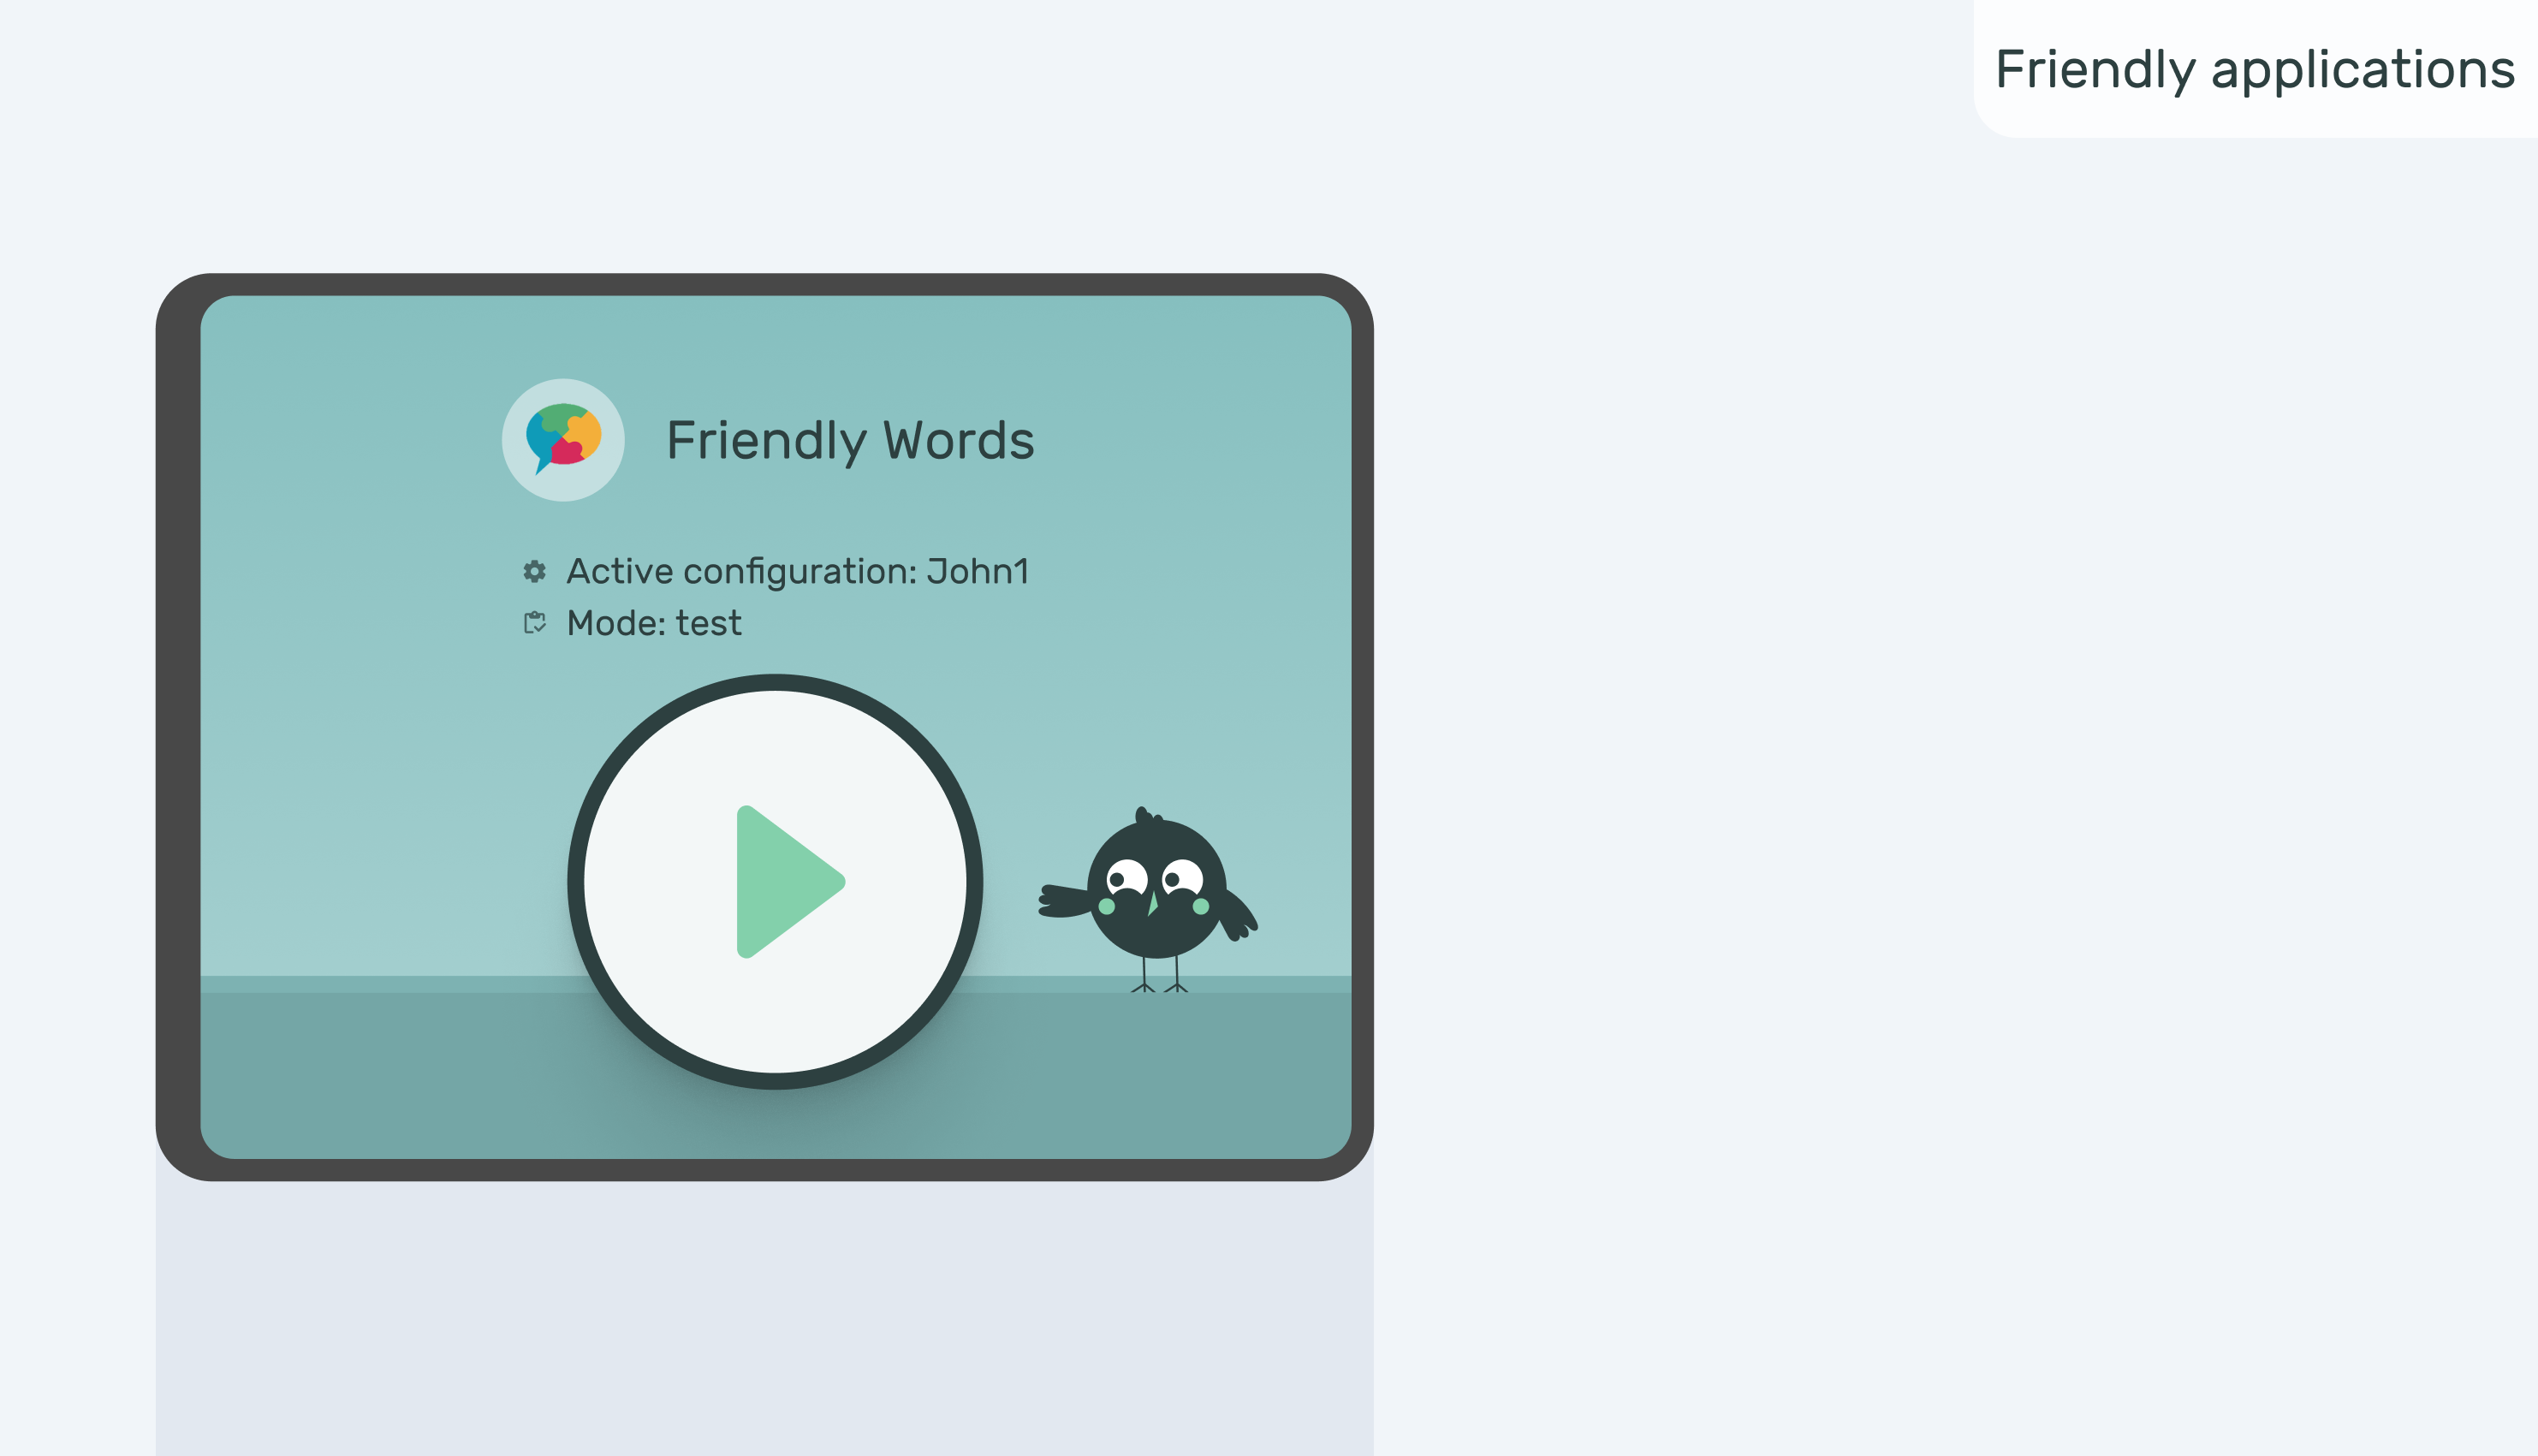 Friendly applications
Friendly Words
Active configuration: John1
Mode: test